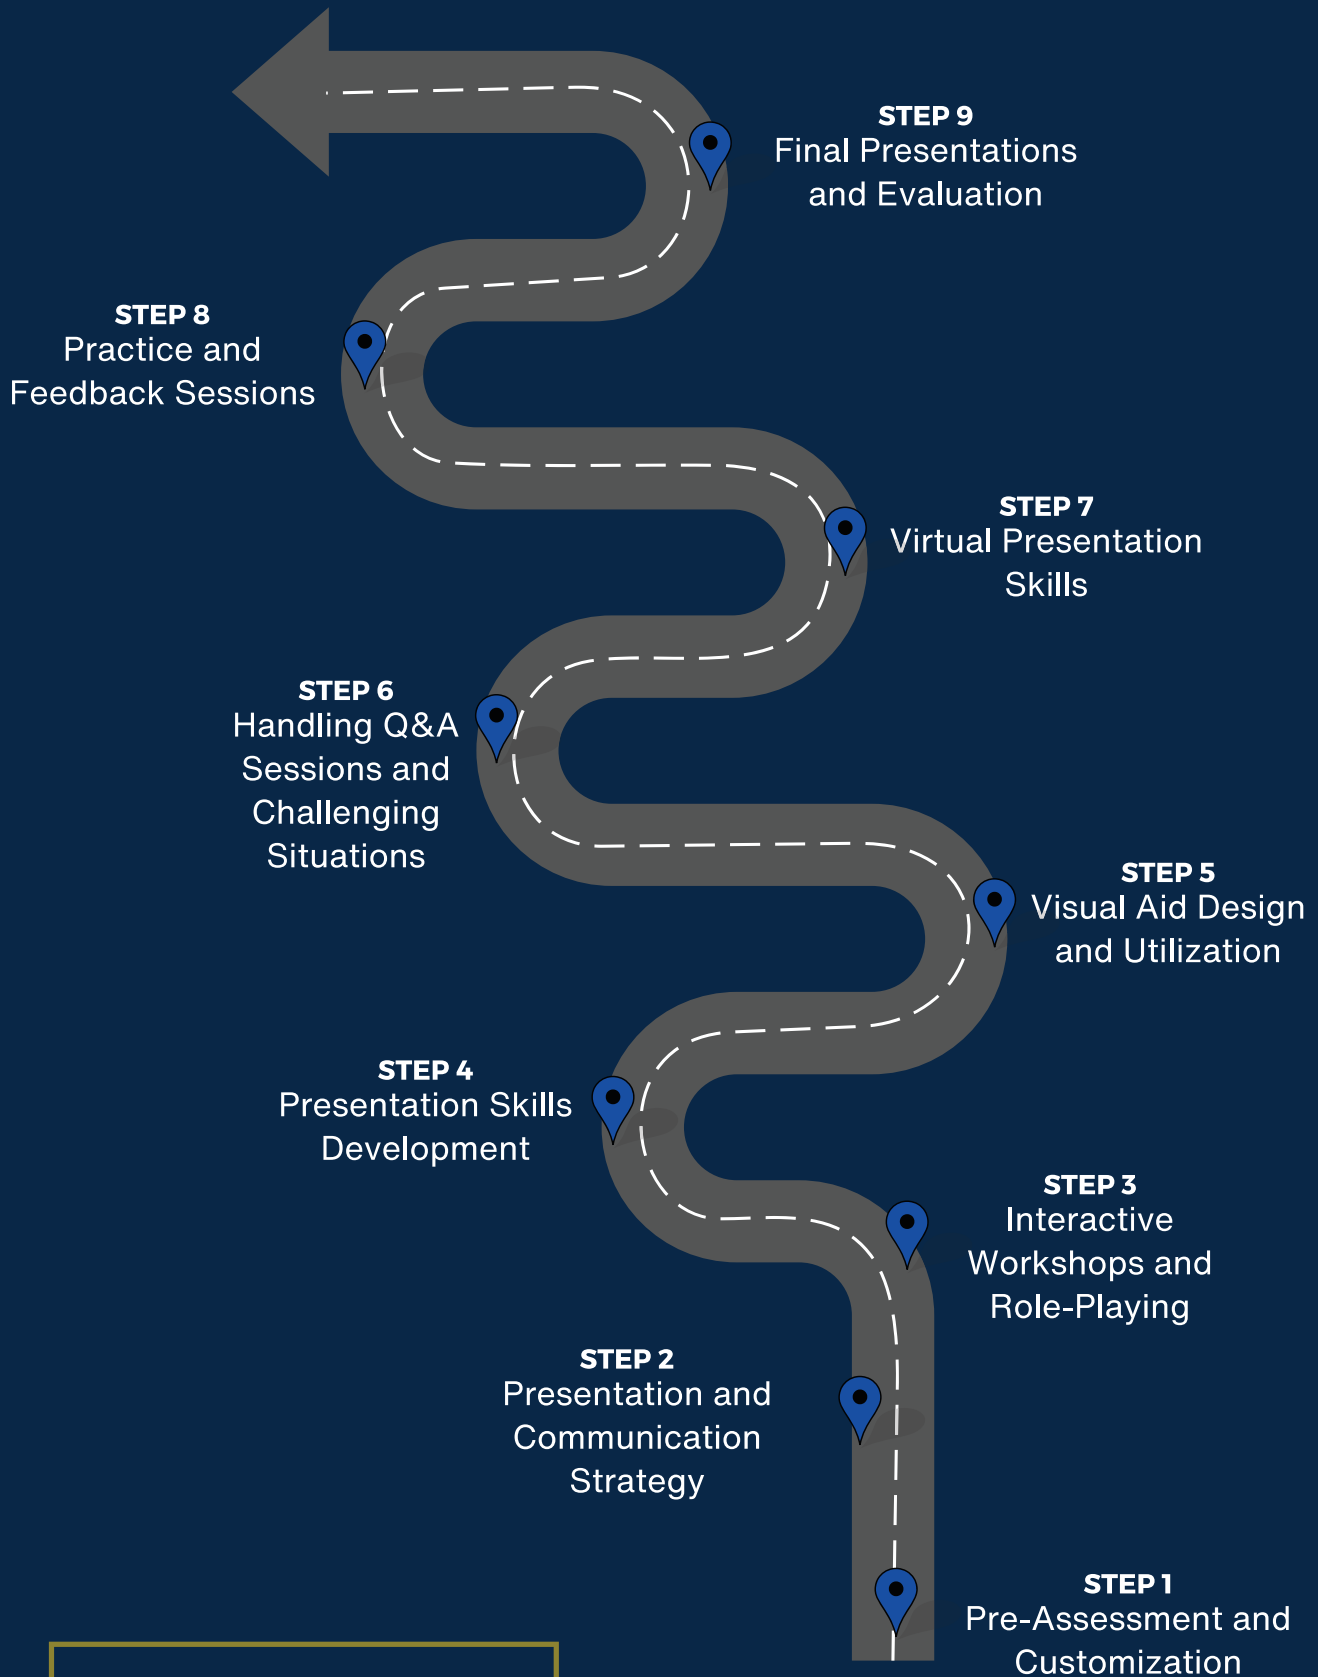 STEP 9
Final Presentations
and Evaluation
STEP 8
Practice and
Feedback Sessions
STEP 7
Virtual Presentation
Skills
STEP 6
Handling Q&A
Sessions and
Challenging
Situations
STEP 5
Visual Aid Design
and Utilization
STEP 4
Presentation Skills
Development
STEP 3
Interactive
Workshops and
Role-Playing
STEP 2
Presentation and
Communication
Strategy
STEP 1
Pre-Assessment and
Customization